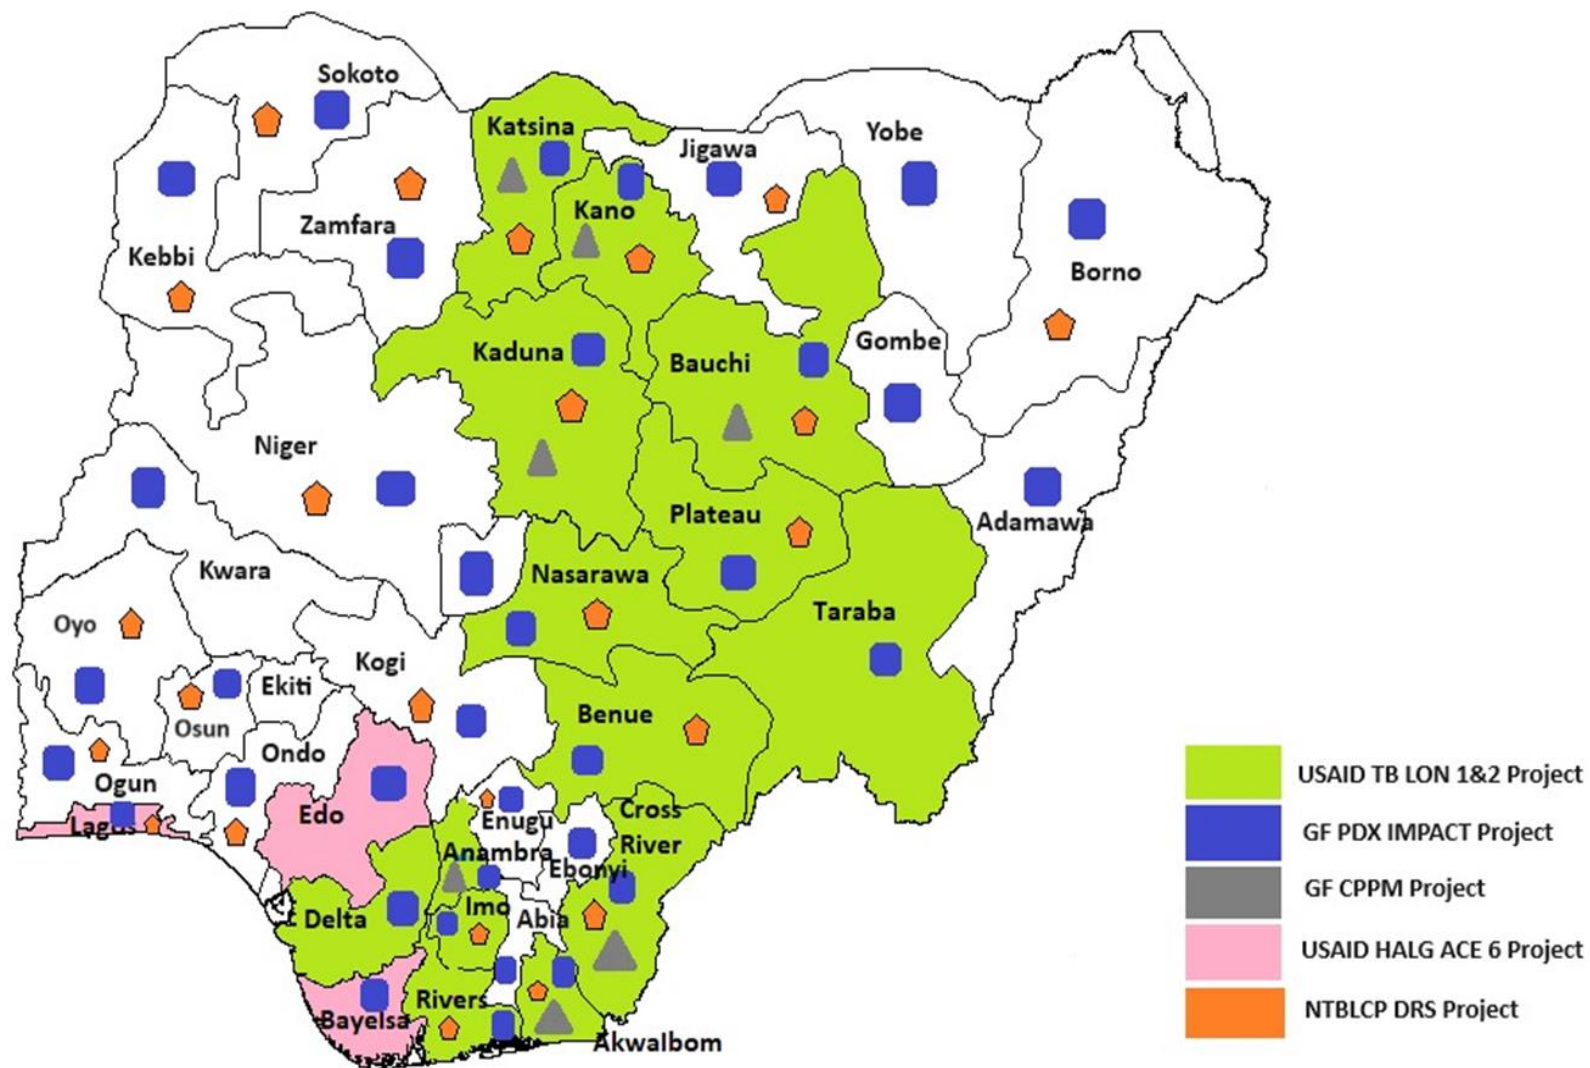 Sokoto
Katsina
Yobe
Jigawa
Kano
Zamfara
Kebbi
Borno
Gombe
Kaduna
Bauchi
Niger
Plateau
Adamawa
Kwara
Nasarawa
Taraba
Oyo
Kogi
Ekiti
Osun
Benue
Ondo
Ogun
Edo
Lagos
Enugu
Cross
River
Anambra
Ebonyi
Imo
Abia
Delta
Rivers
Bayelsa
Akwalbom
USAID TB LON 1&2 Project
GF PDX IMPACT Project
GF CPPM Project
USAID HALG ACE 6 Project
NTBLCP DRS Project